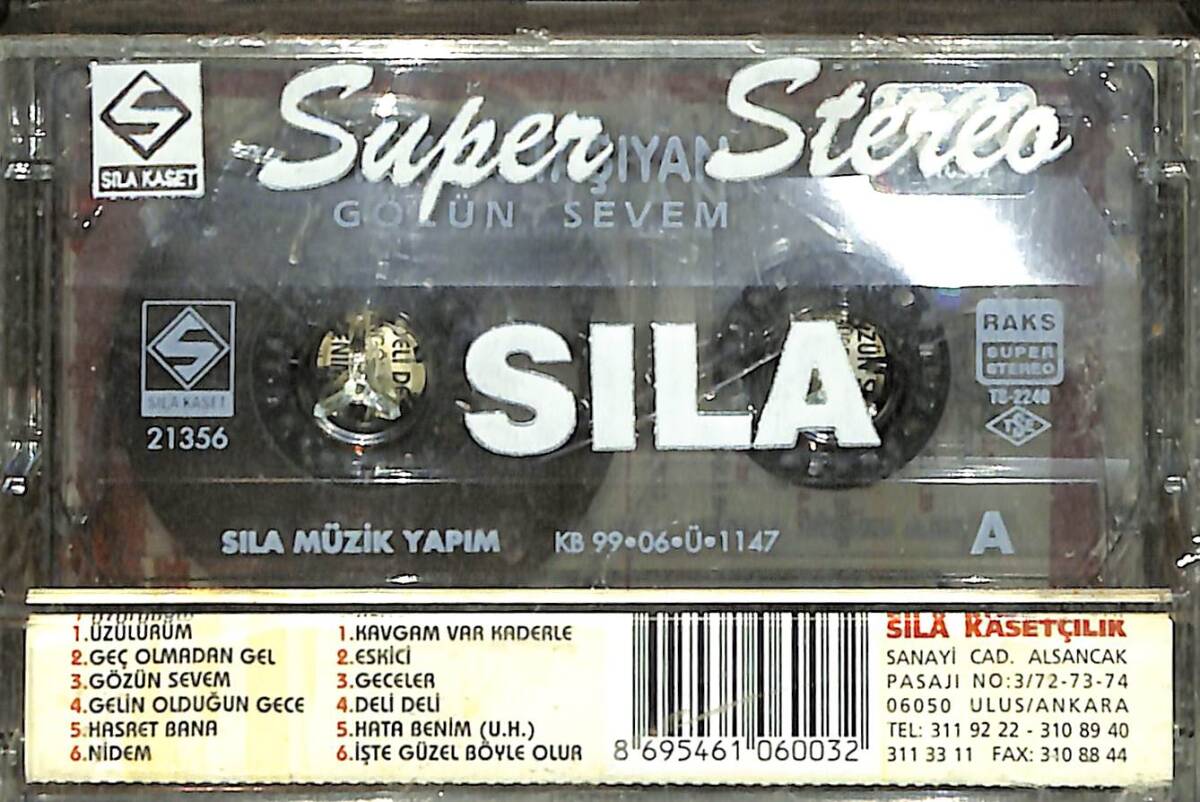 Super Stereo
SILA KASET
GÖZÜN SEVEM
SILA
SILA KASET
21356
RAKS
SUPER
STEREO
TS-2240
TSE
SILA MÜZİK YAPIM KB 99•06•Ü•1147 A
1.ÜZÜLÜRÜM
2.GEÇ OLMADAN GEL
3.GÖZÜN SEVEM
4.GELİN OLDUĞUN GECE
5.HASRET BANA
6.NİDEM
1.KAVGAM VAR KADERLE
2.ESKİCİ
3.GECELER
4.DELİ DELİ
5.HATA BENİM (U.H.)
6.İŞTE GÜZEL BÖYLE OLUR
8 695461 060032
SILA KASETÇİLİK
SANAYİ CAD. ALSANCAK
PASAJI NO:3/72-73-74
06050 ULUS/ANKARA
TEL: 311 92 22 - 310 89 40
311 33 11 FAX: 310 88 44